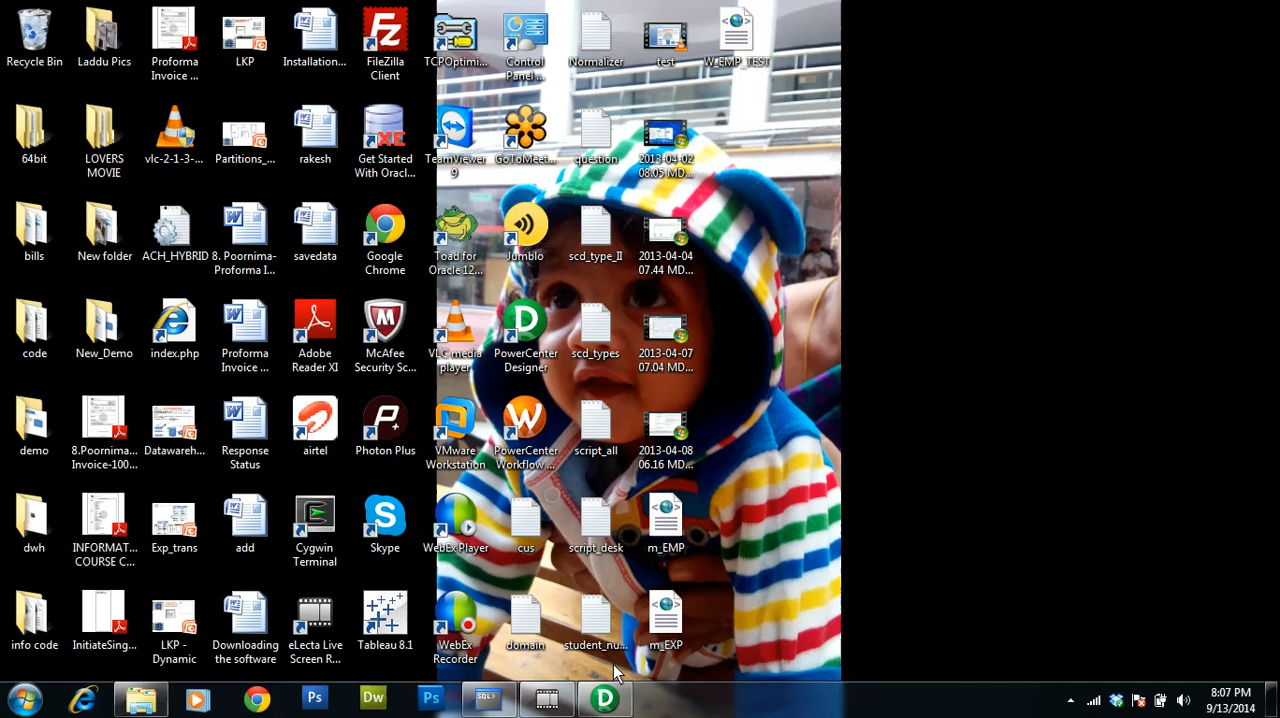 Recycle Bin
Laddu Pics
Proforma
Invoice ...
LKP
Installation...
FileZilla
Client
TCPOptimi...
Control
Panel ...
Normalizer
test
W_EMP_TEST
64bit
LOVERS
MOVIE
vlc-2-1-3-...
Partitions_...
rakesh
Get Started
With Oracl...
TeamViewer
9
GoToMeet...
question
2013-04-02
08.05 MD...
bills
New folder
ACH_HYBRID
8. Poornima-
Proforma I...
savedata
Google
Chrome
Toad for
Oracle 12...
Jumblo
scd_type_II
2013-04-04
07.44 MD...
code
New_Demo
index.php
Proforma
Invoice ...
Adobe
Reader XI
McAfee
Security Sc...
VLC media
player
PowerCenter
Designer
scd_types
2013-04-07
07.04 MD...
demo
8.Poornima...
Invoice-100...
Datawareh...
Response
Status
airtel
Photon Plus
VMware
Workstation
PowerCenter
Workflow ...
script_all
2013-04-08
06.16 MD...
dwh
INFORMAT...
COURSE C...
Exp_trans
add
Cygwin
Terminal
Skype
WebEx Player
cus
script_desk
m_EMP
info code
InitiateSing...
LKP -
Dynamic
Downloading
the software
eLecta Live
Screen R...
Tableau 8.1
WebEx
Recorder
domain
student_nu...
m_EXP
Ps
Dw
Ps
SQL>
D
8:07 PM
9/13/2014